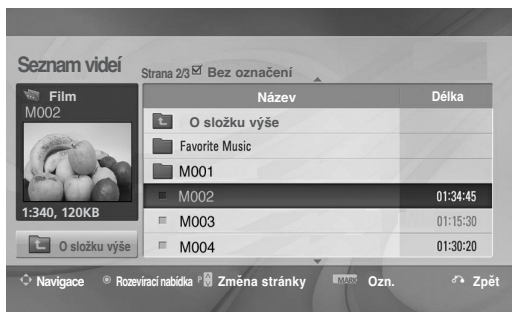 Seznam videí
Strana 2/3 Bez označení
Film
M002
1:340, 120KB
O složku výše
Název Délka
O složku výše
Favorite Music
M001
M002 01:34:45
M003 01:15:30
M004 01:30:20
Navigace Rozevírací nabídka P Změna stránky MARK Ozn. Zpět